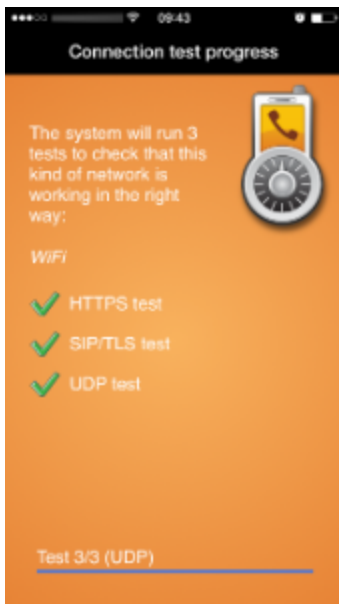 09:43
Connection test progress
The system will run 3
tests to check that this
kind of network is
working in the right
way:
WiFi
HTTPS test
SIP/TLS test
UDP test
Test 3/3 (UDP)